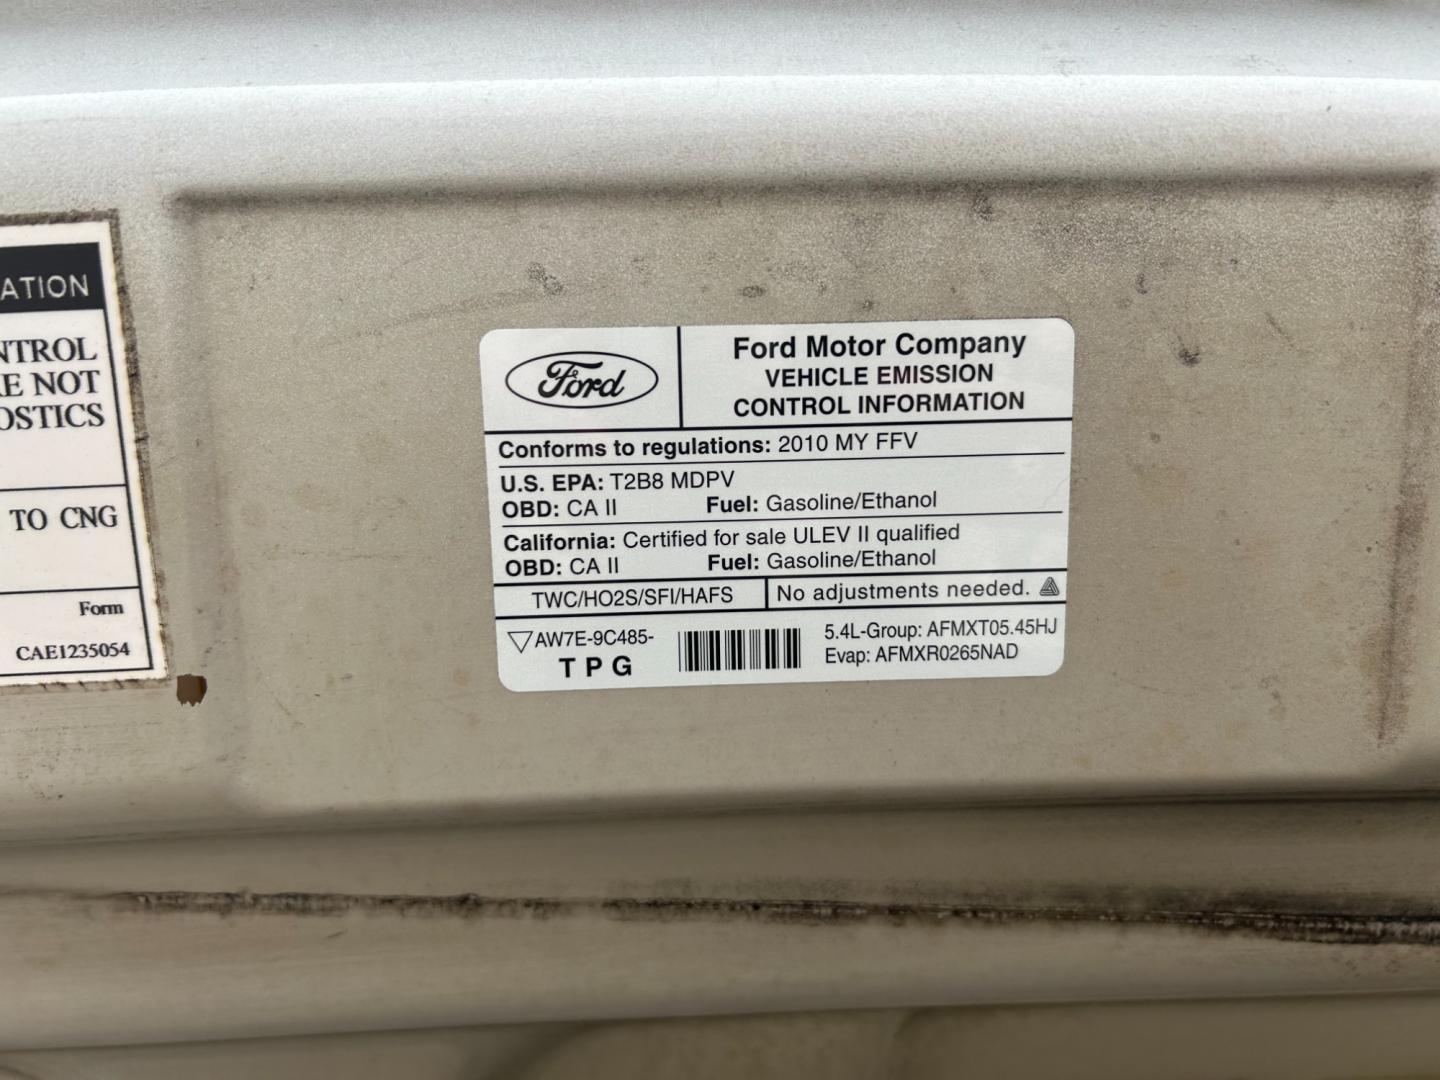 ATION
NTROL
RE NOT
OSTICS
TO CNG
Form
CAE1235054
Ford
Ford Motor Company
VEHICLE EMISSION
CONTROL INFORMATION
Conforms to regulations: 2010 MY FFV
U.S. EPA: T2B8 MDPV
OBD: CA II Fuel: Gasoline/Ethanol
California: Certified for sale ULEV II qualified
OBD: CA II Fuel: Gasoline/Ethanol
TWC/HO2S/SFI/HAFS No adjustments needed.
AW7E-9C485-
TPG
5.4L-Group: AFMXT05.45HJ
Evap: AFMXR0265NAD